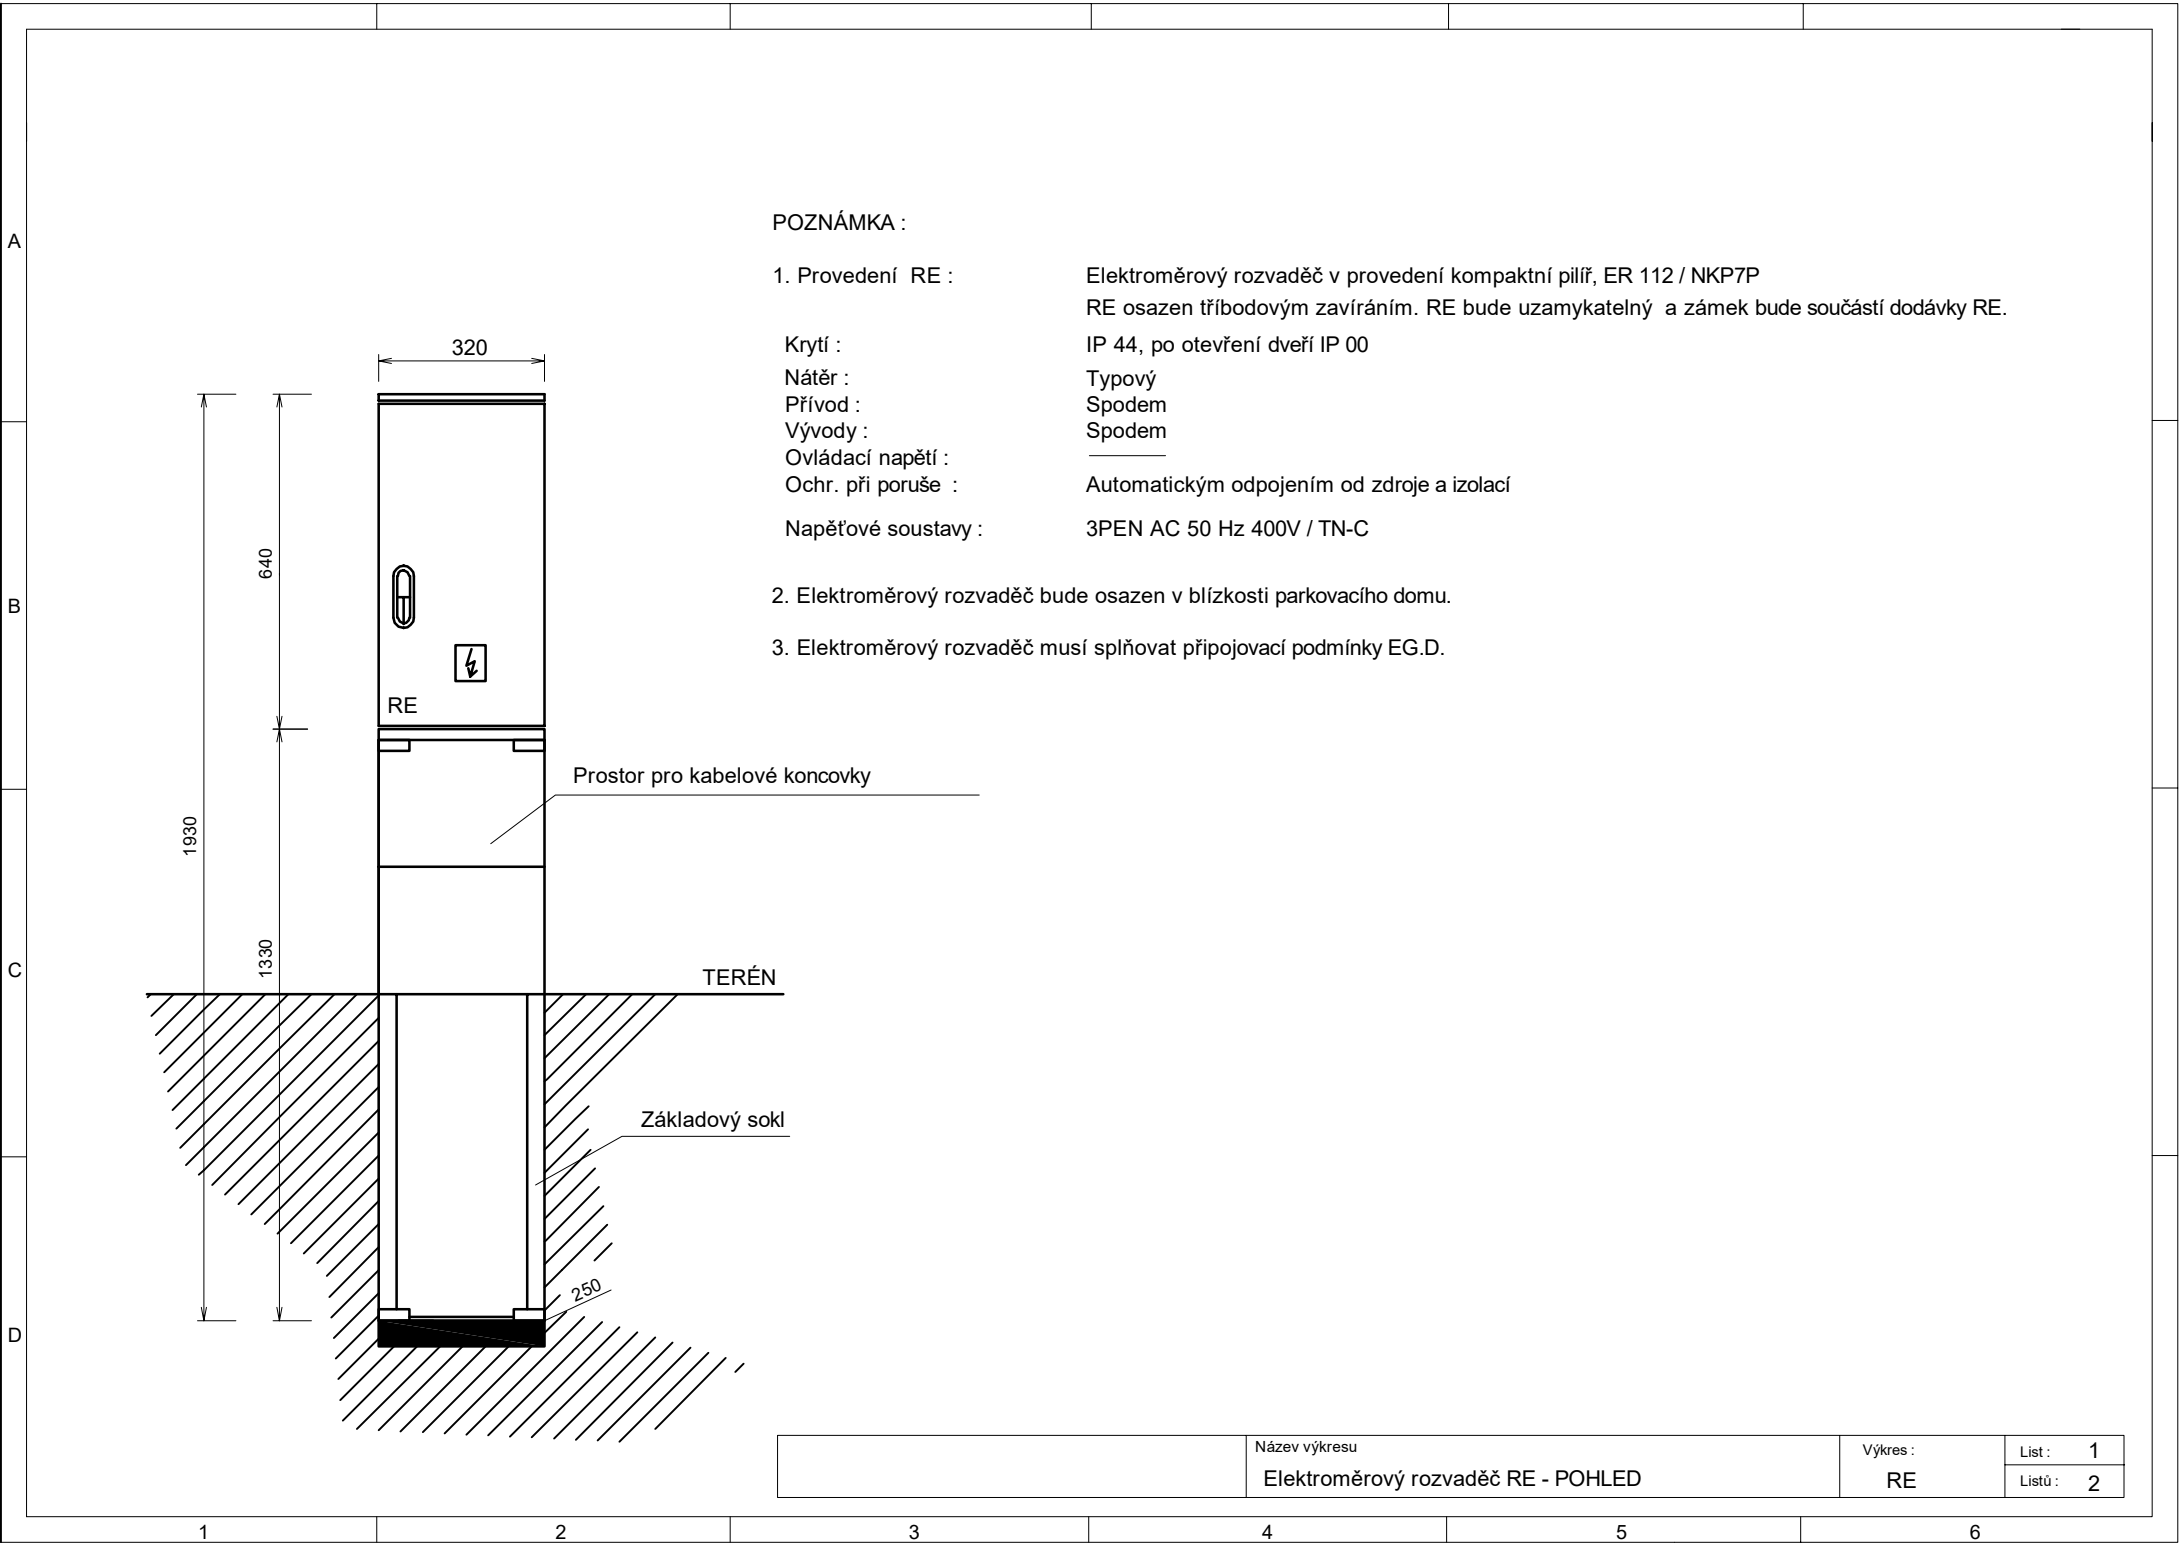 POZNÁMKA :
1. Provedení RE : Elektroměrový rozvaděč v provedení kompaktní pilíř, ER 112 / NKP7P
RE osazen tříbodovým zavíráním. RE bude uzamykatelný a zámek bude součástí dodávky RE.
Krytí : IP 44, po otevření dveří IP 00
Nátěr : Typový
Přívod : Spodem
Vývody : Spodem
Ovládací napětí :
Ochr. při poruše : Automatickým odpojením od zdroje a izolací
Napěťové soustavy : 3PEN AC 50 Hz 400V / TN-C
2. Elektroměrový rozvaděč bude osazen v blízkosti parkovacího domu.
3. Elektroměrový rozvaděč musí splňovat připojovací podmínky EG.D.
320
640
1930
1330
RE
Prostor pro kabelové koncovky
TERÉN
Základový sokl
250
A
B
C
D
Název výkresu
Elektroměrový rozvaděč RE - POHLED
Výkres :
RE
List : 1
Listů : 2
1 2 3 4 5 6